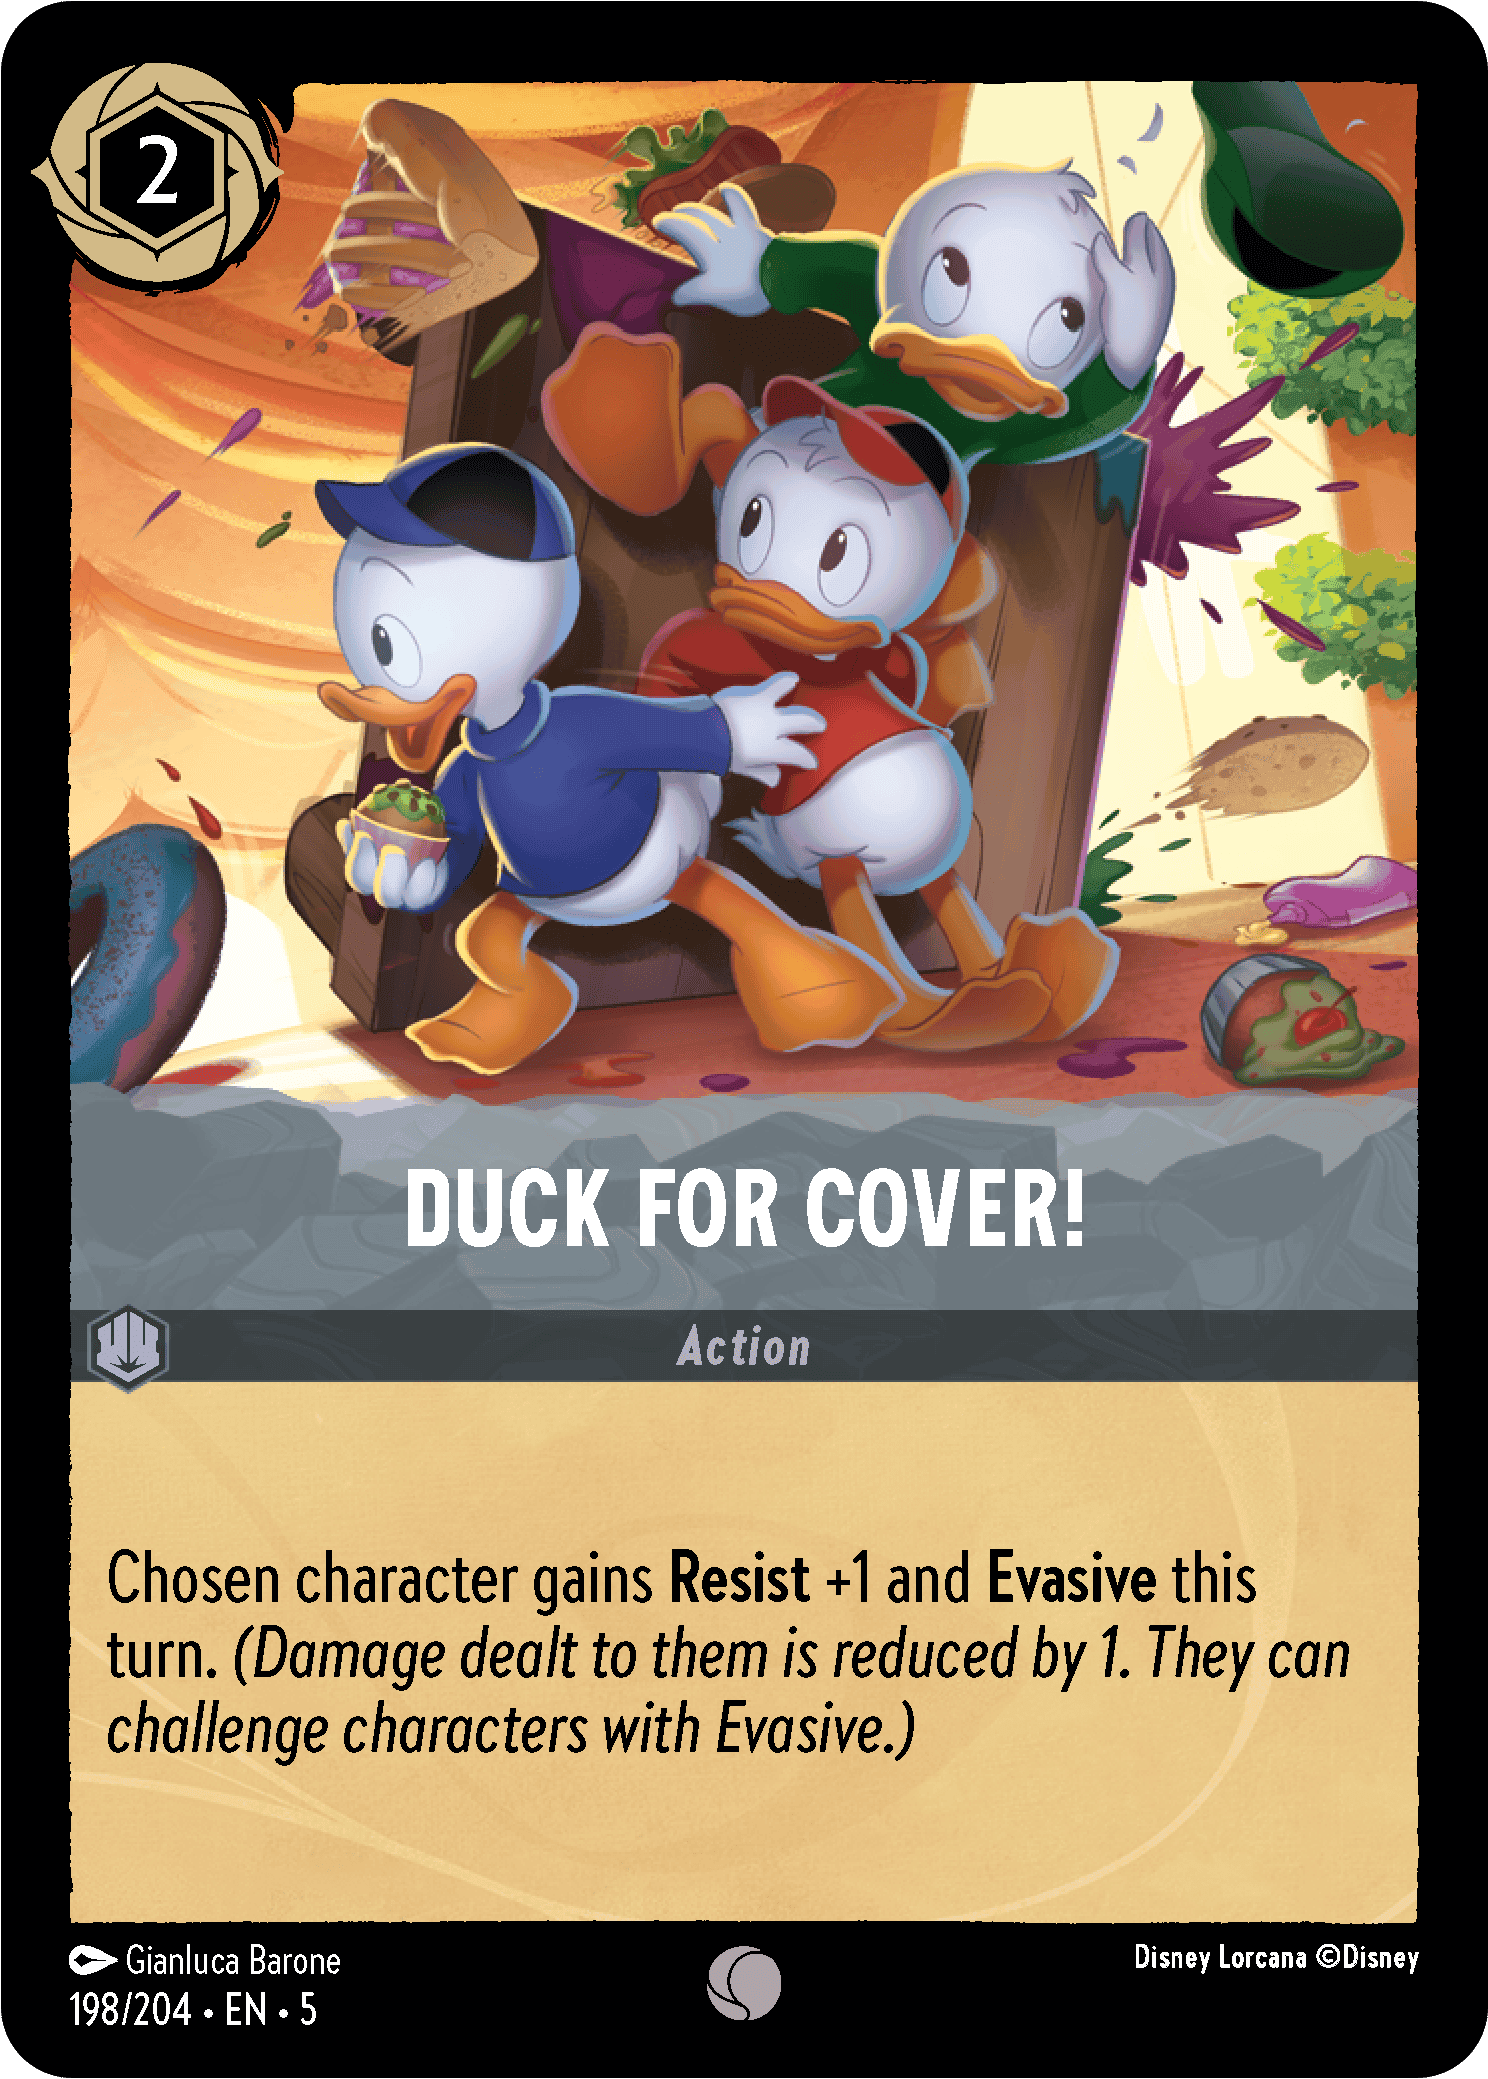 2
DUCK FOR COVER!
Action
Chosen character gains Resist +1 and Evasive this
turn. (Damage dealt to them is reduced by 1. They can
challenge characters with Evasive.)
Gianluca Barone
Disney Lorcana ©Disney
198/204 • EN • 5